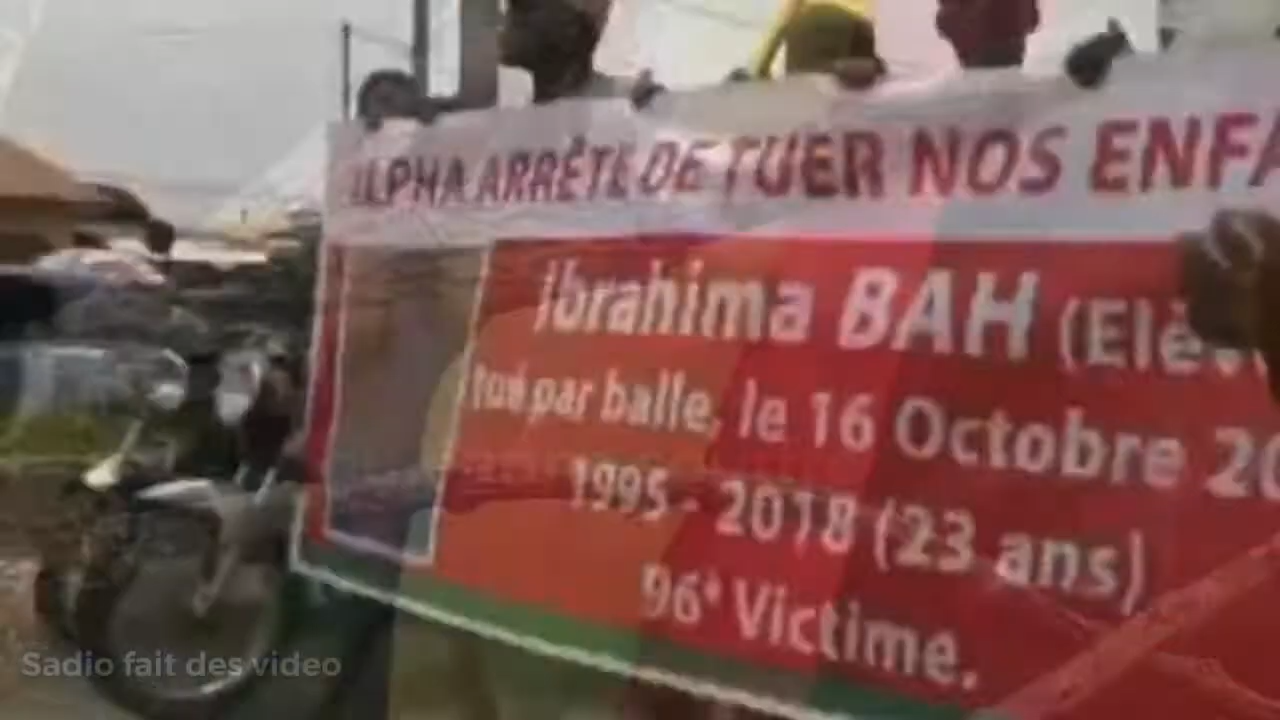 ALPHA ARRÊTE DE TUER NOS ENFA
Ibrahima BAH (Elè
tué par balle, le 16 Octobre 20
1995 - 2018 (23 ans)
96e Victime.
Sadio fait des video